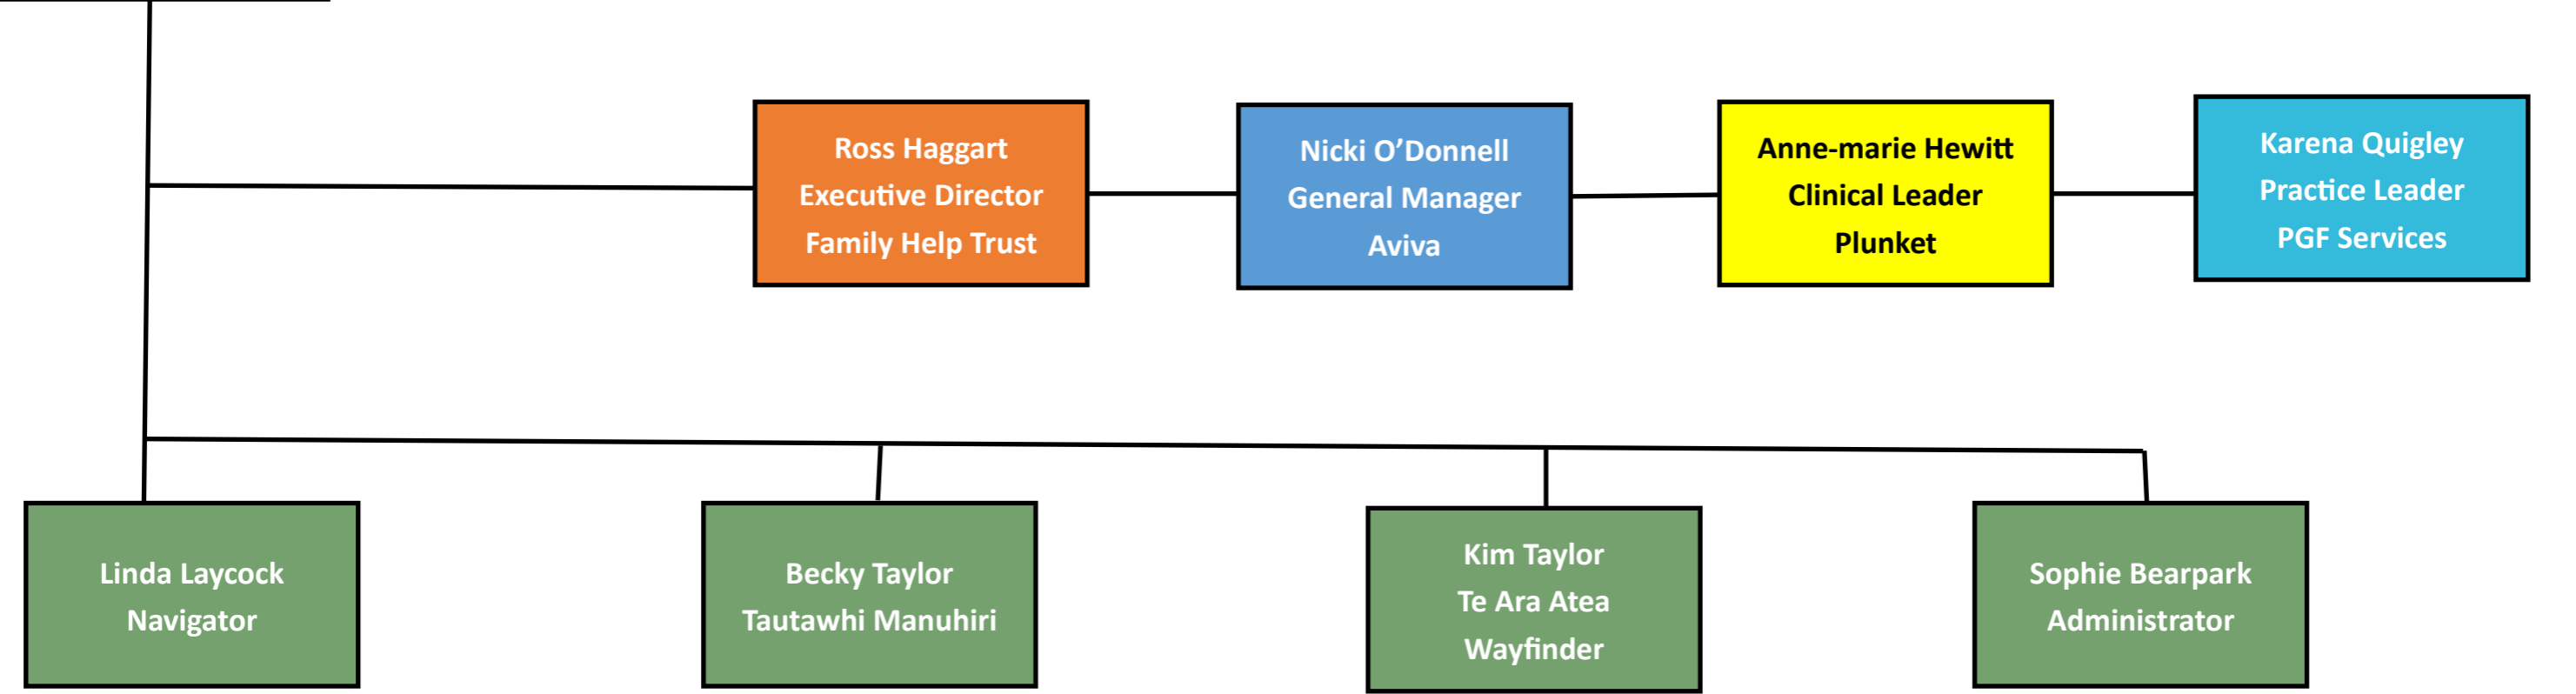 Ross Haggart
Executive Director
Family Help Trust
Nicki O’Donnell
General Manager
Aviva
Anne-marie Hewitt
Clinical Leader
Plunket
Karena Quigley
Practice Leader
PGF Services
Linda Laycock
Navigator
Becky Taylor
Tautawhi Manuhiri
Kim Taylor
Te Ara Atea
Wayfinder
Sophie Bearpark
Administrator